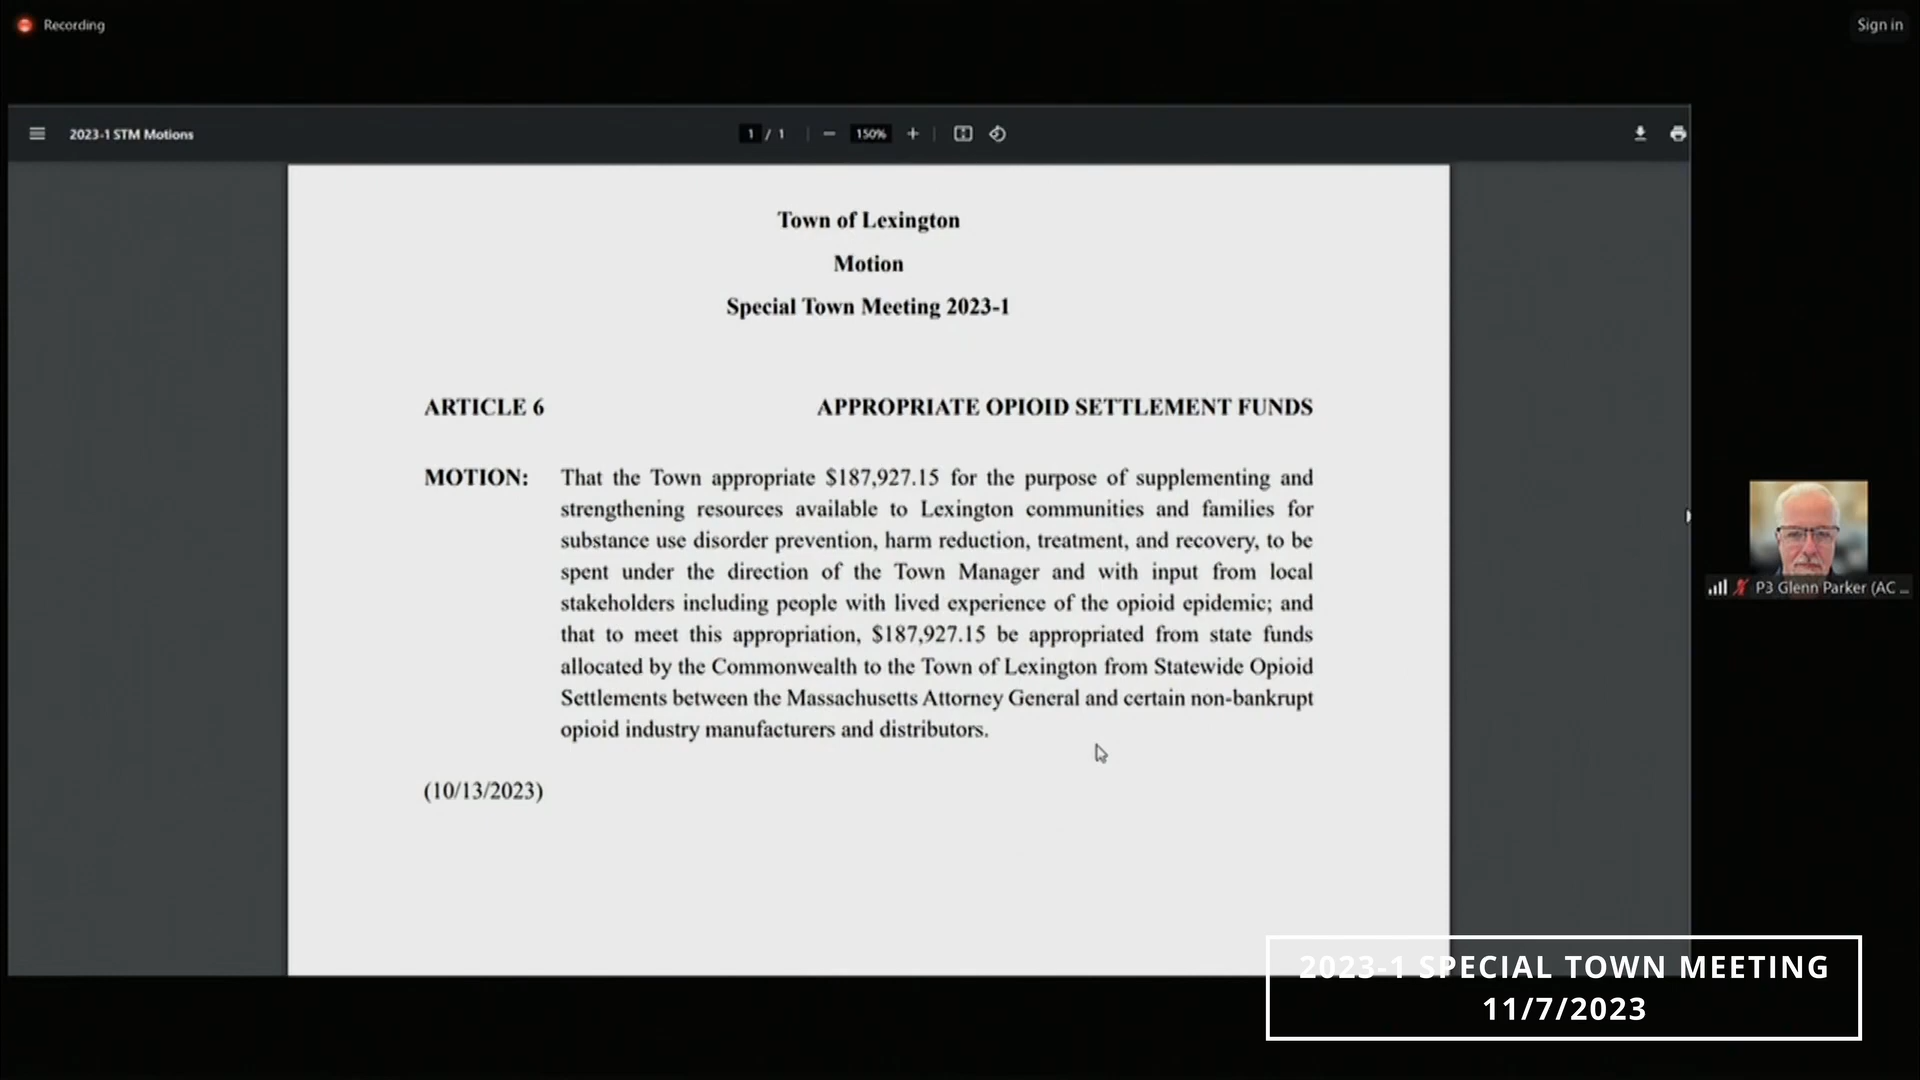 Recording
Sign in
2023-1 STM Motions
1 / 1
150%
Town of Lexington
Motion
Special Town Meeting 2023-1
ARTICLE 6
APPROPRIATE OPIOID SETTLEMENT FUNDS
MOTION: That the Town appropriate $187,927.15 for the purpose of supplementing and
strengthening resources available to Lexington communities and families for
substance use disorder prevention, harm reduction, treatment, and recovery, to be
spent under the direction of the Town Manager and with input from local
stakeholders including people with lived experience of the opioid epidemic; and
that to meet this appropriation, $187,927.15 be appropriated from state funds
allocated by the Commonwealth to the Town of Lexington from Statewide Opioid
Settlements between the Massachusetts Attorney General and certain non-bankrupt
opioid industry manufacturers and distributors.
(10/13/2023)
P3 Glenn Parker (AC ...
2023-1 SPECIAL TOWN MEETING
11/7/2023